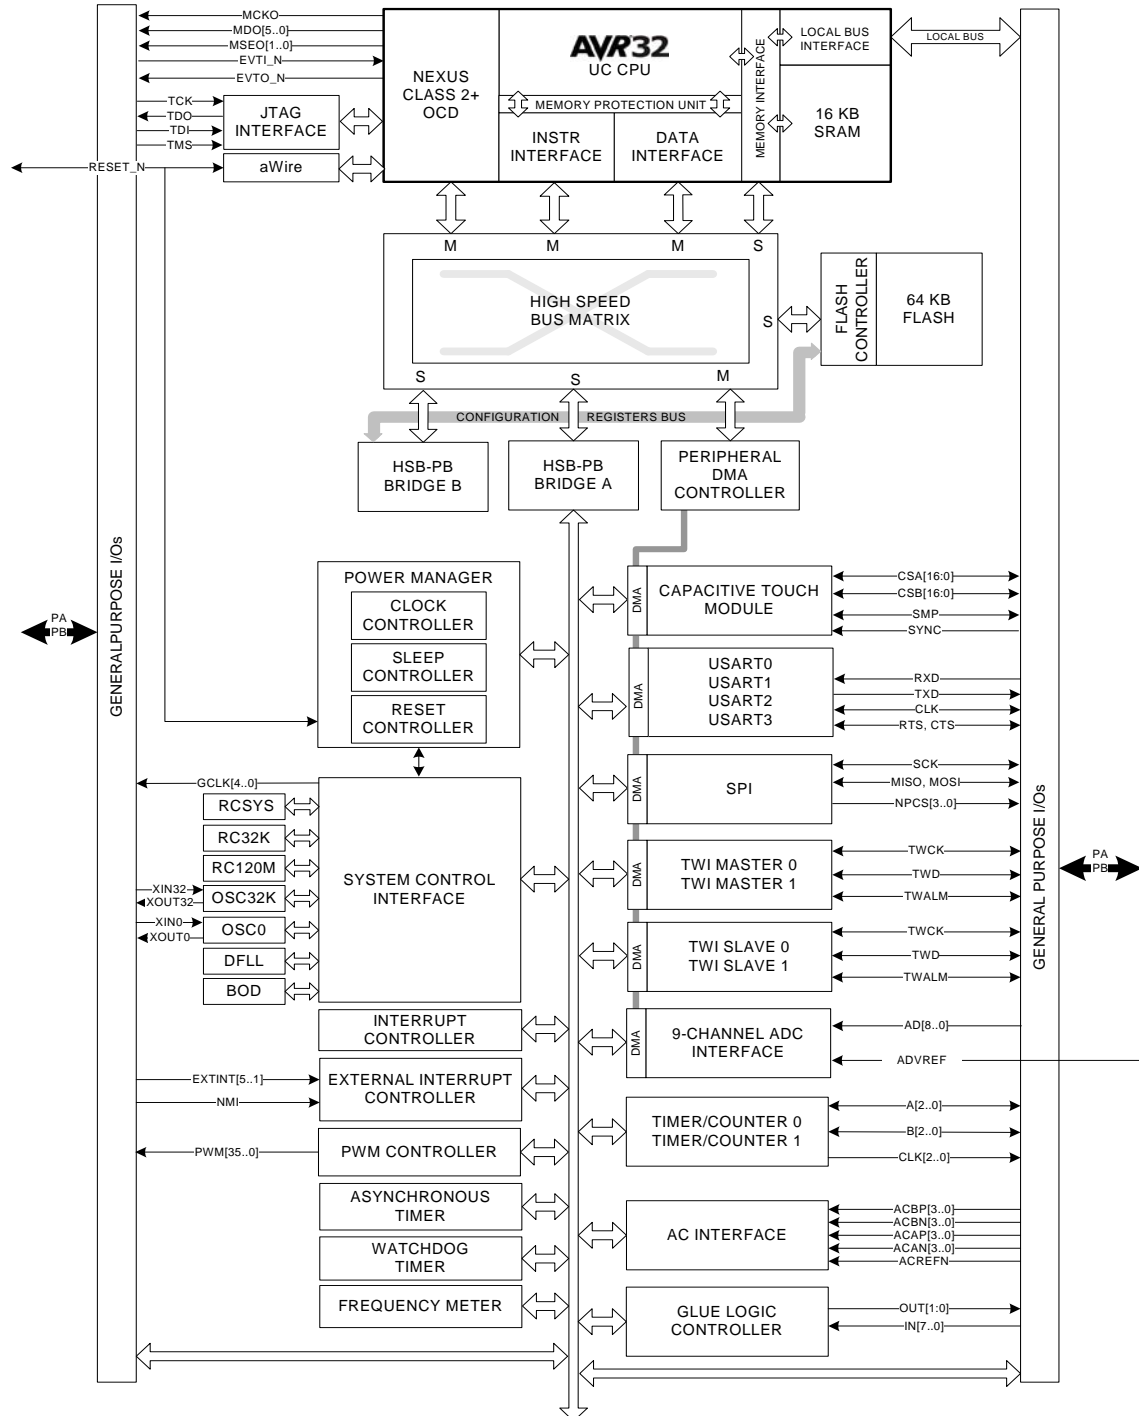 MCKO
MDO[5..0]
MSEO[1..0]
EVTI_N
EVTO_N
TCK
TDO
TDI
TMS
RESET_N
JTAG
INTERFACE
aWire
NEXUS
CLASS 2+
OCD
AVR32
UC CPU
MEMORY PROTECTION UNIT
INSTR
INTERFACE
DATA
INTERFACE
MEMORY INTERFACE
LOCAL BUS
INTERFACE
16 KB
SRAM
LOCAL BUS
M
M
M
S
HIGH SPEED
BUS MATRIX
S
S
S
M
FLASH
CONTROLLER
64 KB
FLASH
CONFIGURATION
REGISTERS BUS
HSB-PB
BRIDGE B
HSB-PB
BRIDGE A
PERIPHERAL
DMA
CONTROLLER
GENERALPURPOSE I/Os
PA
PB
POWER MANAGER
CLOCK
CONTROLLER
SLEEP
CONTROLLER
RESET
CONTROLLER
GCLK[4..0]
RCSYS
RC32K
RC120M
XIN32
XOUT32
OSC32K
XIN0
XOUT0
OSC0
DFLL
BOD
SYSTEM CONTROL
INTERFACE
INTERRUPT
CONTROLLER
EXTINT[5..1]
NMI
EXTERNAL INTERRUPT
CONTROLLER
PWM[35..0]
PWM CONTROLLER
ASYNCHRONOUS
TIMER
WATCHDOG
TIMER
FREQUENCY METER
DMA
CAPACITIVE TOUCH
MODULE
CSA[16:0]
CSB[16:0]
SMP
SYNC
DMA
USART0
USART1
USART2
USART3
RXD
TXD
CLK
RTS, CTS
DMA
SPI
SCK
MISO, MOSI
NPCS[3..0]
DMA
TWI MASTER 0
TWI MASTER 1
TWCK
TWD
TWALM
DMA
TWI SLAVE 0
TWI SLAVE 1
TWCK
TWD
TWALM
DMA
9-CHANNEL ADC
INTERFACE
AD[8..0]
ADVREF
TIMER/COUNTER 0
TIMER/COUNTER 1
A[2..0]
B[2..0]
CLK[2..0]
AC INTERFACE
ACBP[3..0]
ACBN[3..0]
ACAP[3..0]
ACAN[3..0]
ACREFN
GLUE LOGIC
CONTROLLER
OUT[1:0]
IN[7..0]
GENERAL PURPOSE I/Os
PA
PB